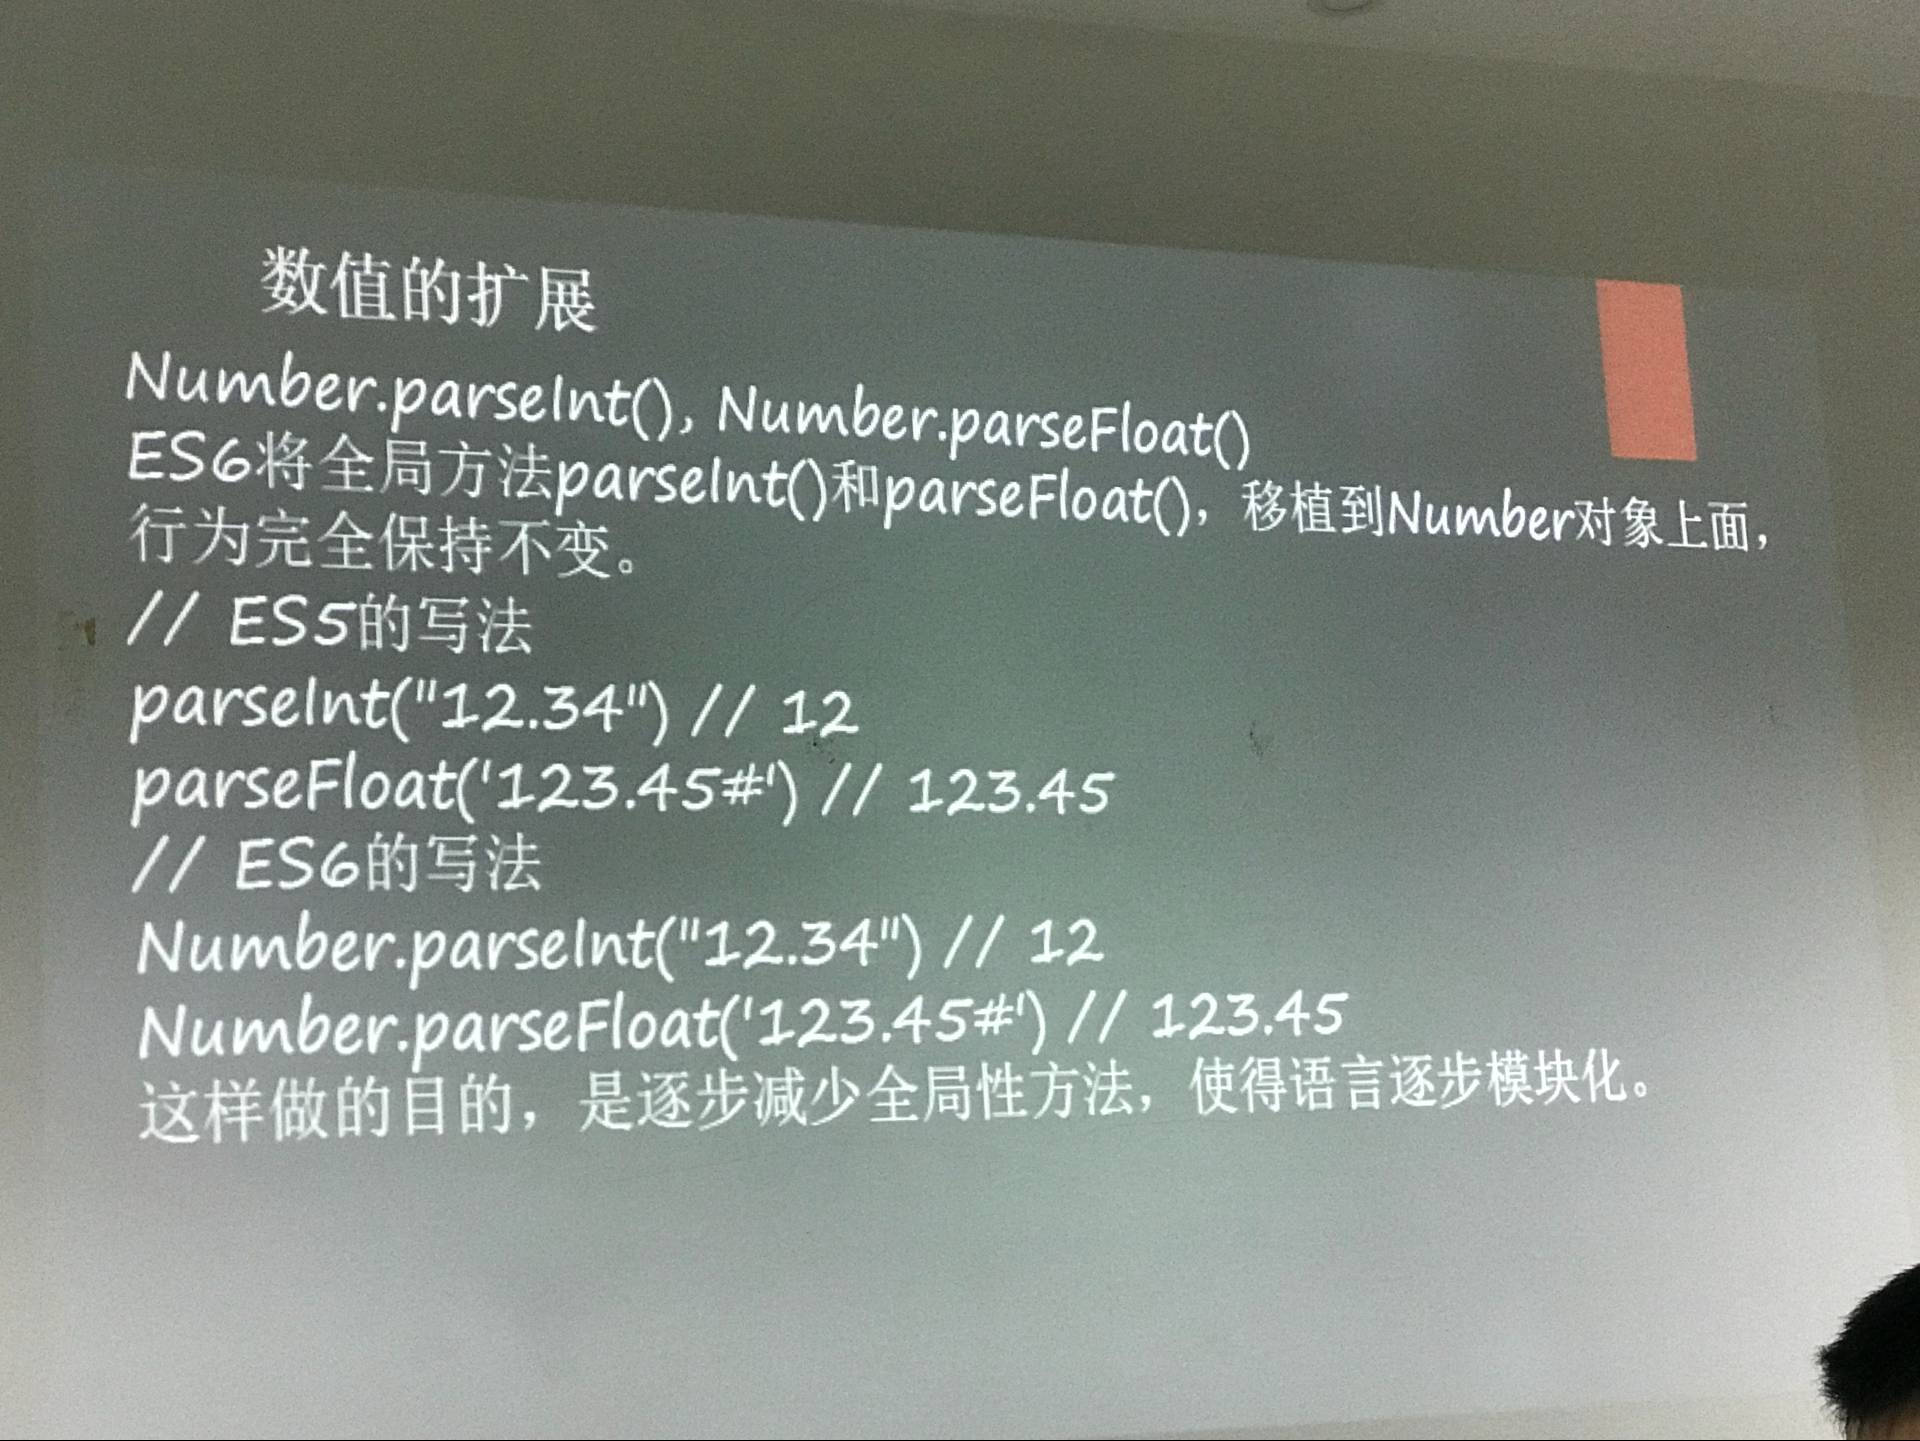 数值的扩展
Number.parseInt(), Number.parseFloat()
ES6将全局方法parseInt()和parseFloat()，移植到Number对象上面，
行为完全保持不变。
// ES5的写法
parseInt("12.34") // 12
parseFloat('123.45#') // 123.45
// ES6的写法
Number.parseInt("12.34") // 12
Number.parseFloat('123.45#') // 123.45
这样做的目的，是逐步减少全局性方法，使得语言逐步模块化。